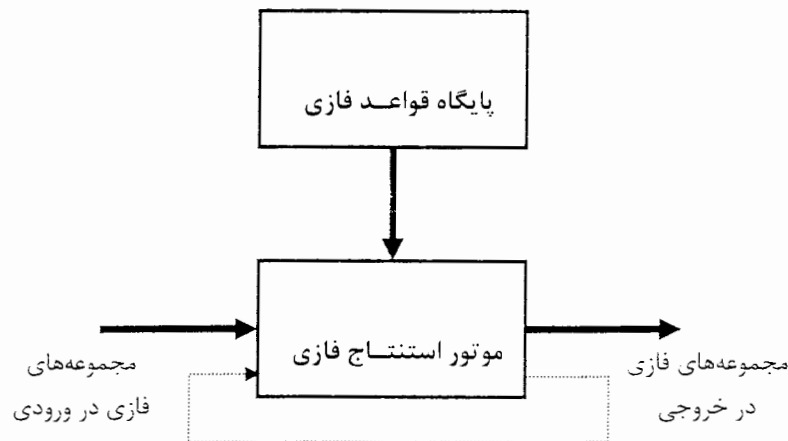 پایگاه قواعد فازی
موتور استنتاج فازی
مجموعه‌های فازی
در خروجی
مجموعه‌های
فازی در ورودی